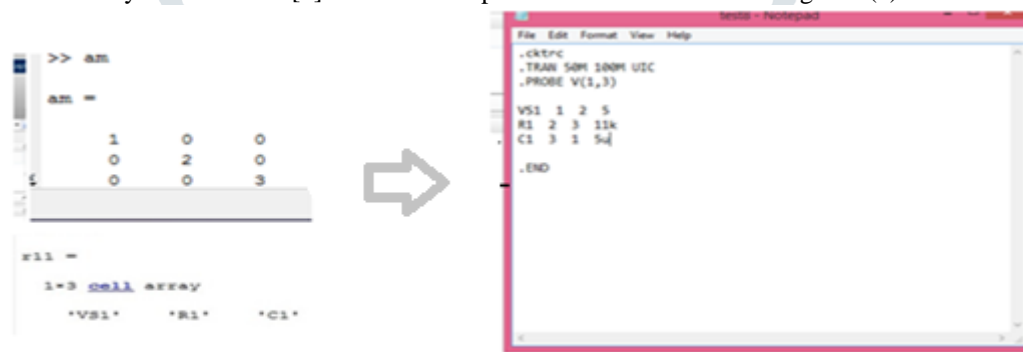 >> am
am =
1 0 0
0 2 0
0 0 3
r11 =
1×3 cell array
'VS1' 'R1' 'C1'
test8 - Notepad
File Edit Format View Help
.cktrc
.TRAN 50M 100M UIC
.PROBE V(1,3)
VS1 1 2 5
R1 2 3 11k
C1 3 1 5u
.END